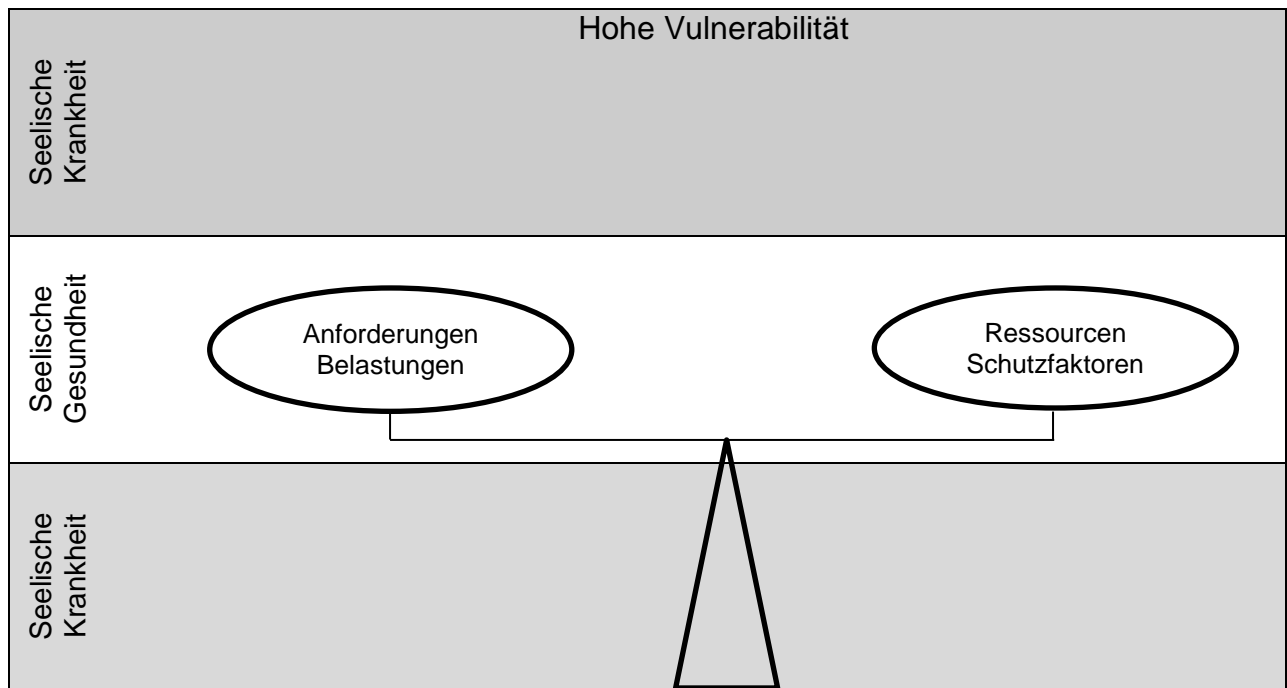 Hohe Vulnerabilität
Seelische
Krankheit
Seelische
Gesundheit
Anforderungen
Belastungen
Ressourcen
Schutzfaktoren
Seelische
Krankheit